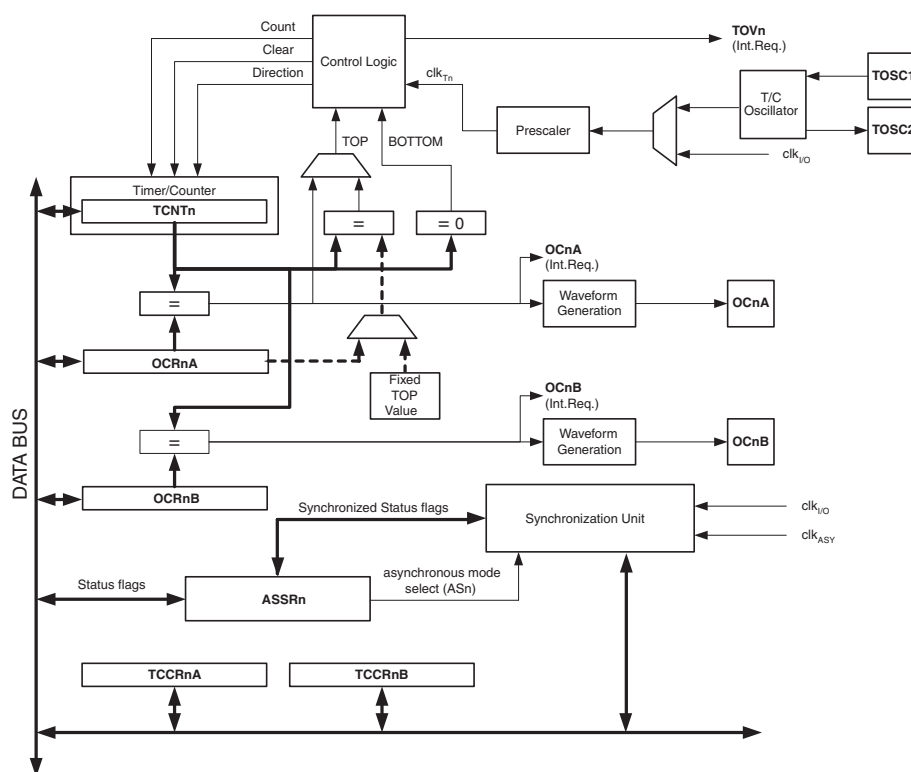 Count
Clear
Direction
Control Logic
TOVn
(Int.Req.)
clkTn
TOSC1
T/C
Oscillator
TOSC2
Prescaler
clkI/O
TOP
BOTTOM
Timer/Counter
TCNTn
=
= 0
OCnA
(Int.Req.)
=
Waveform
Generation
OCnA
OCRnA
Fixed
TOP
Value
OCnB
(Int.Req.)
=
Waveform
Generation
OCnB
OCRnB
DATA BUS
Synchronized Status flags
Synchronization Unit
clkI/O
clkASY
Status flags
ASSRn
asynchronous mode
select (ASn)
TCCRnA
TCCRnB